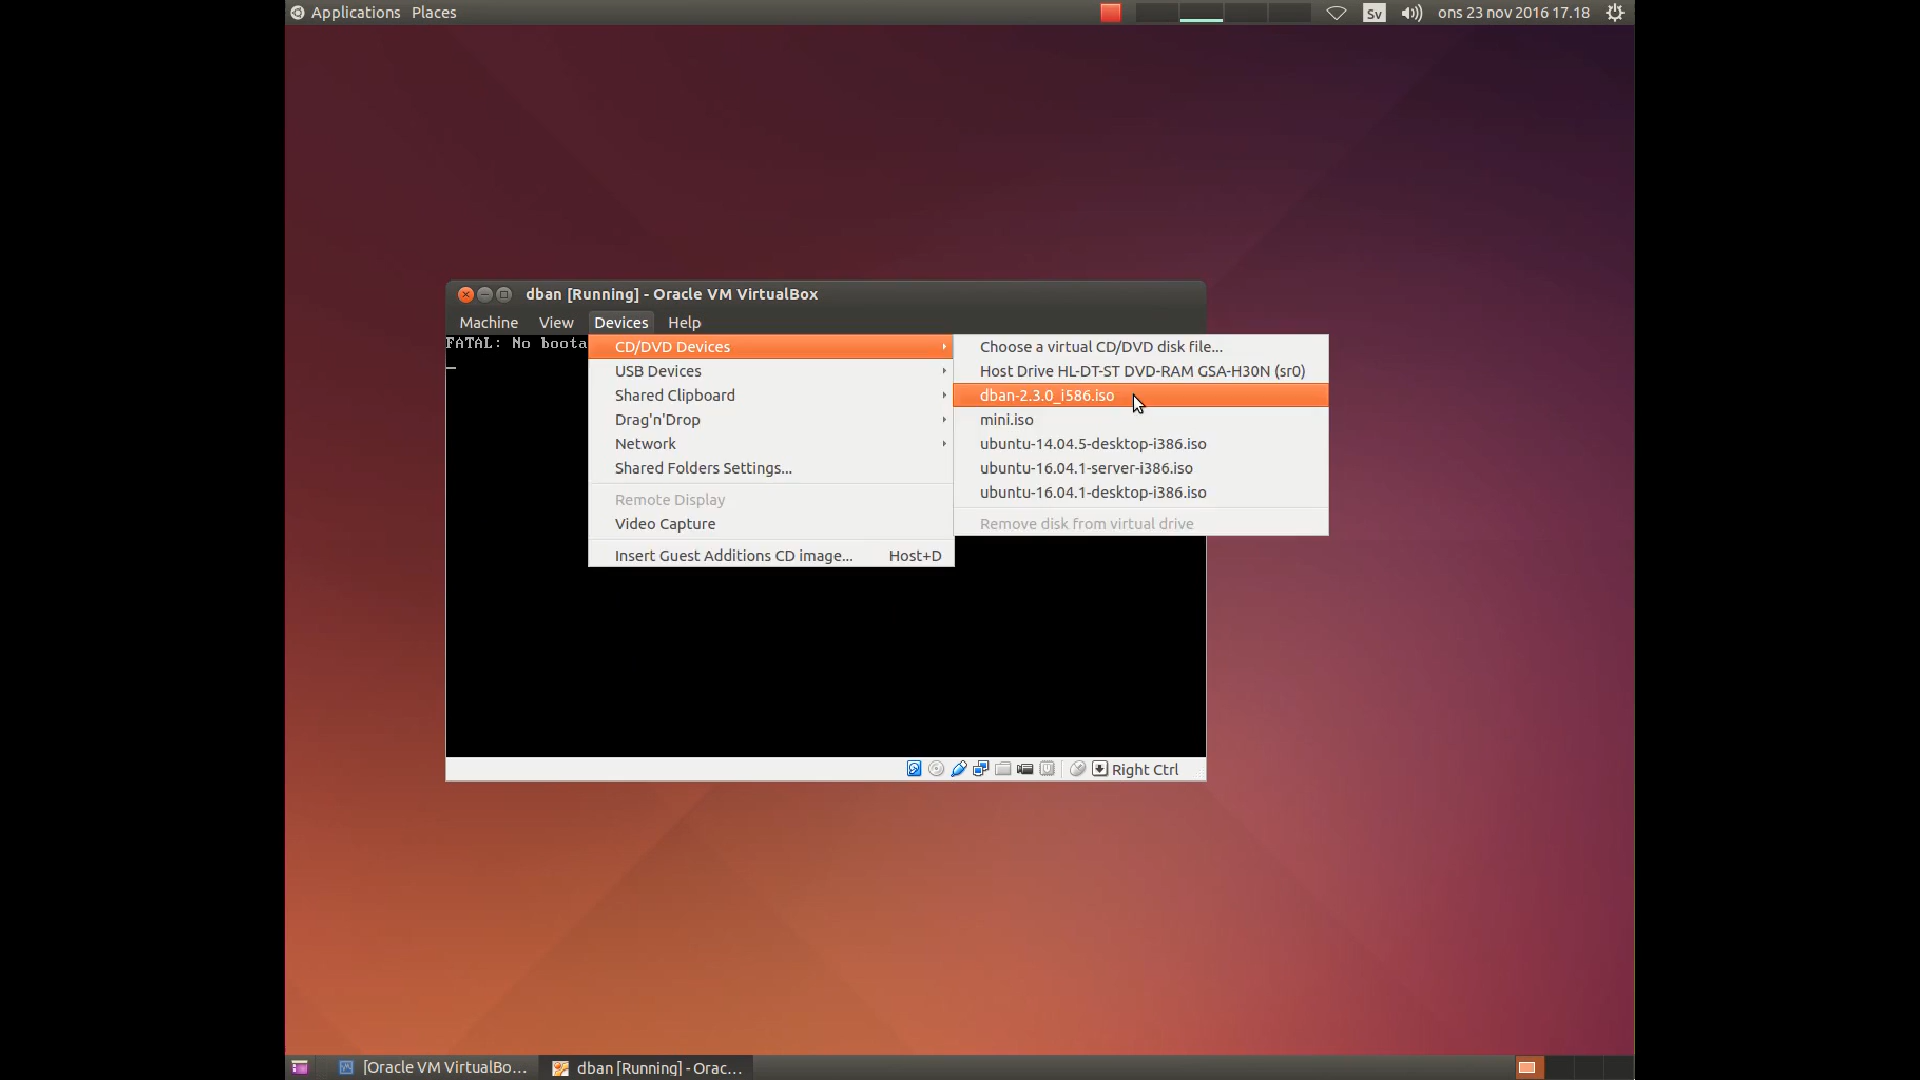 Applications Places
Sv
ons 23 nov 2016 17.18
dban [Running] - Oracle VM VirtualBox
Machine View Devices Help
FATAL: No boota
CD/DVD Devices
USB Devices
Shared Clipboard
Drag'n'Drop
Network
Shared Folders Settings...
Remote Display
Video Capture
Insert Guest Additions CD image... Host+D
Choose a virtual CD/DVD disk file...
Host Drive HL-DT-ST DVD-RAM GSA-H30N (sr0)
dban-2.3.0_i586.iso
mini.iso
ubuntu-14.04.5-desktop-i386.iso
ubuntu-16.04.1-server-i386.iso
ubuntu-16.04.1-desktop-i386.iso
Remove disk from virtual drive
Right Ctrl
[Oracle VM VirtualBo...
dban [Running] - Orac...